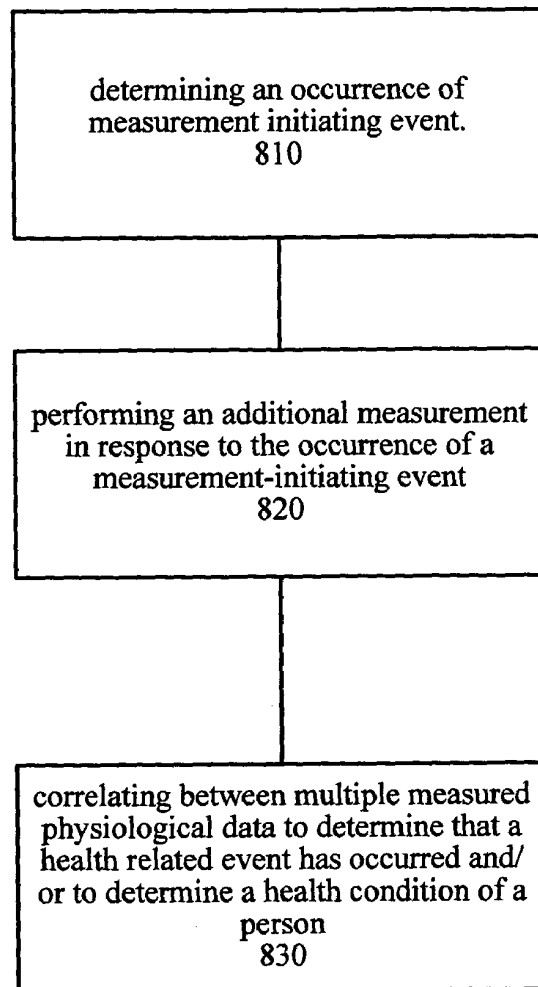 determining an occurrence of
measurement initiating event.
810
performing an additional measurement
in response to the occurrence of a
measurement-initiating event
820
correlating between multiple measured
physiological data to determine that a
health related event has occurred and/
or to determine a health condition of a
person
830